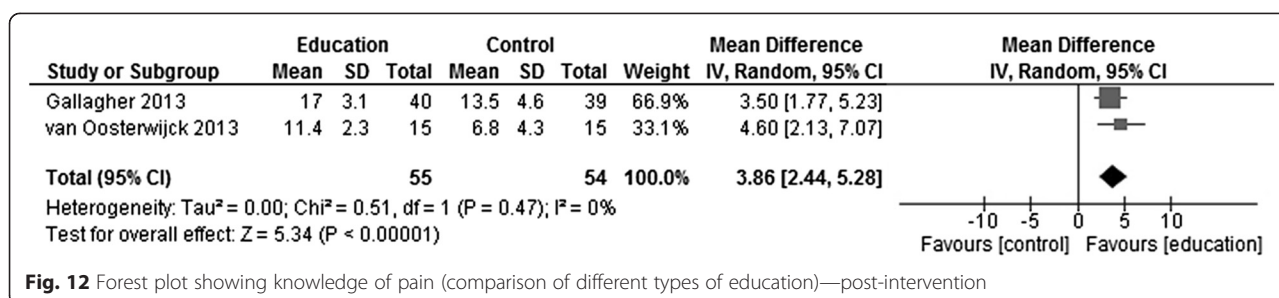 Education Control Mean Difference Mean Difference
Study or Subgroup Mean SD Total Mean SD Total Weight IV, Random, 95% CI IV, Random, 95% CI
Gallagher 2013 17 3.1 40 13.5 4.6 39 66.9% 3.50 [1.77, 5.23]
van Oosterwijck 2013 11.4 2.3 15 6.8 4.3 15 33.1% 4.60 [2.13, 7.07]
Total (95% CI) 55 54 100.0% 3.86 [2.44, 5.28]
Heterogeneity: Tau² = 0.00; Chi² = 0.51, df = 1 (P = 0.47); I² = 0%
Test for overall effect: Z = 5.34 (P < 0.00001)
-10 -5 0 5 10
Favours [control] Favours [education]
Fig. 12 Forest plot showing knowledge of pain (comparison of different types of education)—post-intervention